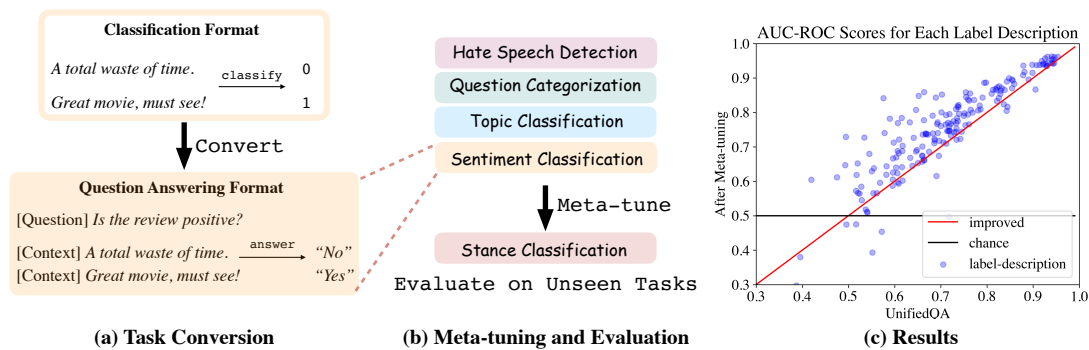 Classification Format
A total waste of time. classify 0
Great movie, must see! 1
Convert
Question Answering Format
[Question] Is the review positive?
[Context] A total waste of time. answer “No”
[Context] Great movie, must see! “Yes”
(a) Task Conversion
Hate Speech Detection
Question Categorization
Topic Classification
Sentiment Classification
Meta-tune
Stance Classification
Evaluate on Unseen Tasks
(b) Meta-tuning and Evaluation
AUC-ROC Scores for Each Label Description
After Meta-tuning
1.0
0.9
0.8
0.7
0.6
0.5
0.4
0.3
improved
chance
label-description
0.3 0.4 0.5 0.6 0.7 0.8 0.9 1.0
UnifiedQA
(c) Results